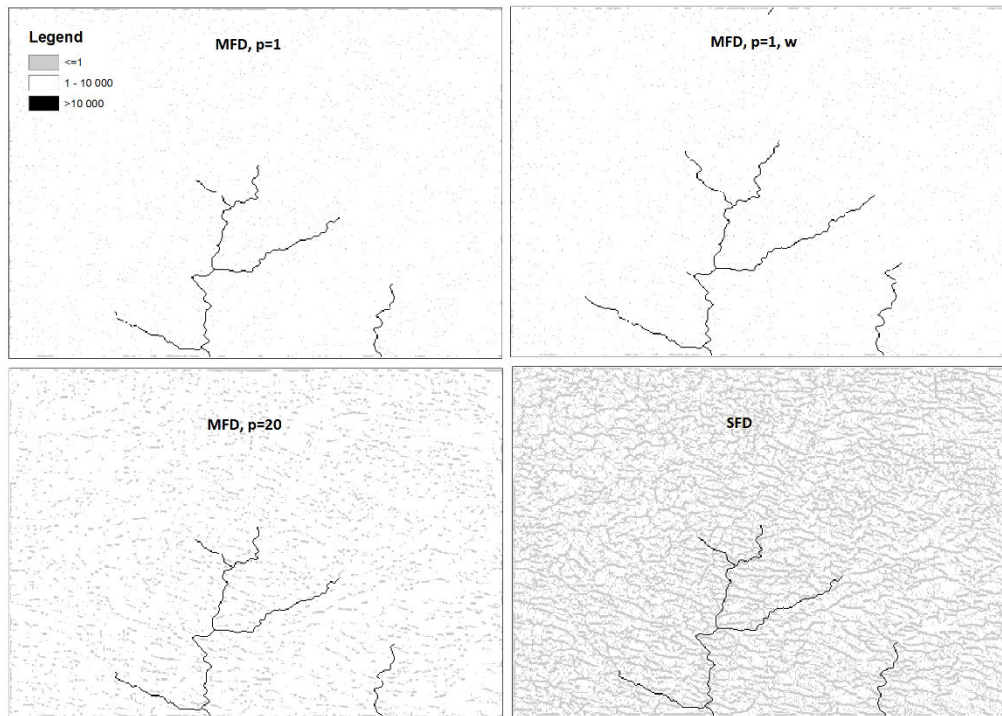 Legend
<=1
1 - 10 000
>10 000
MFD, p=1
MFD, p=1, w
MFD, p=20
SFD